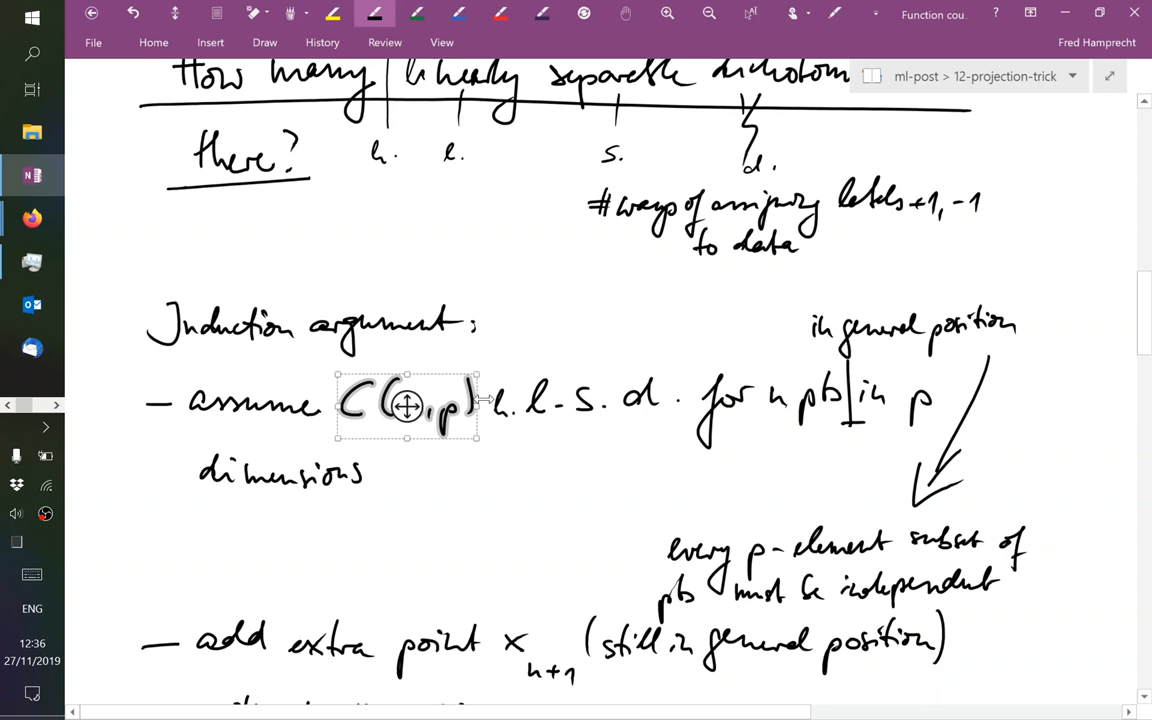 Function cou...
File Home Insert Draw History Review View
Fred Hamprecht
ml-post > 12-projection-trick
How many linearly separable dichotom
there?
h. l. s. d.
#ways of assigning labels +1, -1
to data
Induction argument:
in general position
- assume C( ,p) h. l. s. d. for n pts in p
dimensions
every p-element subset of
pts must be independent
- add extra point x n+1 (still in general position)
ENG
12:36
27/11/2019